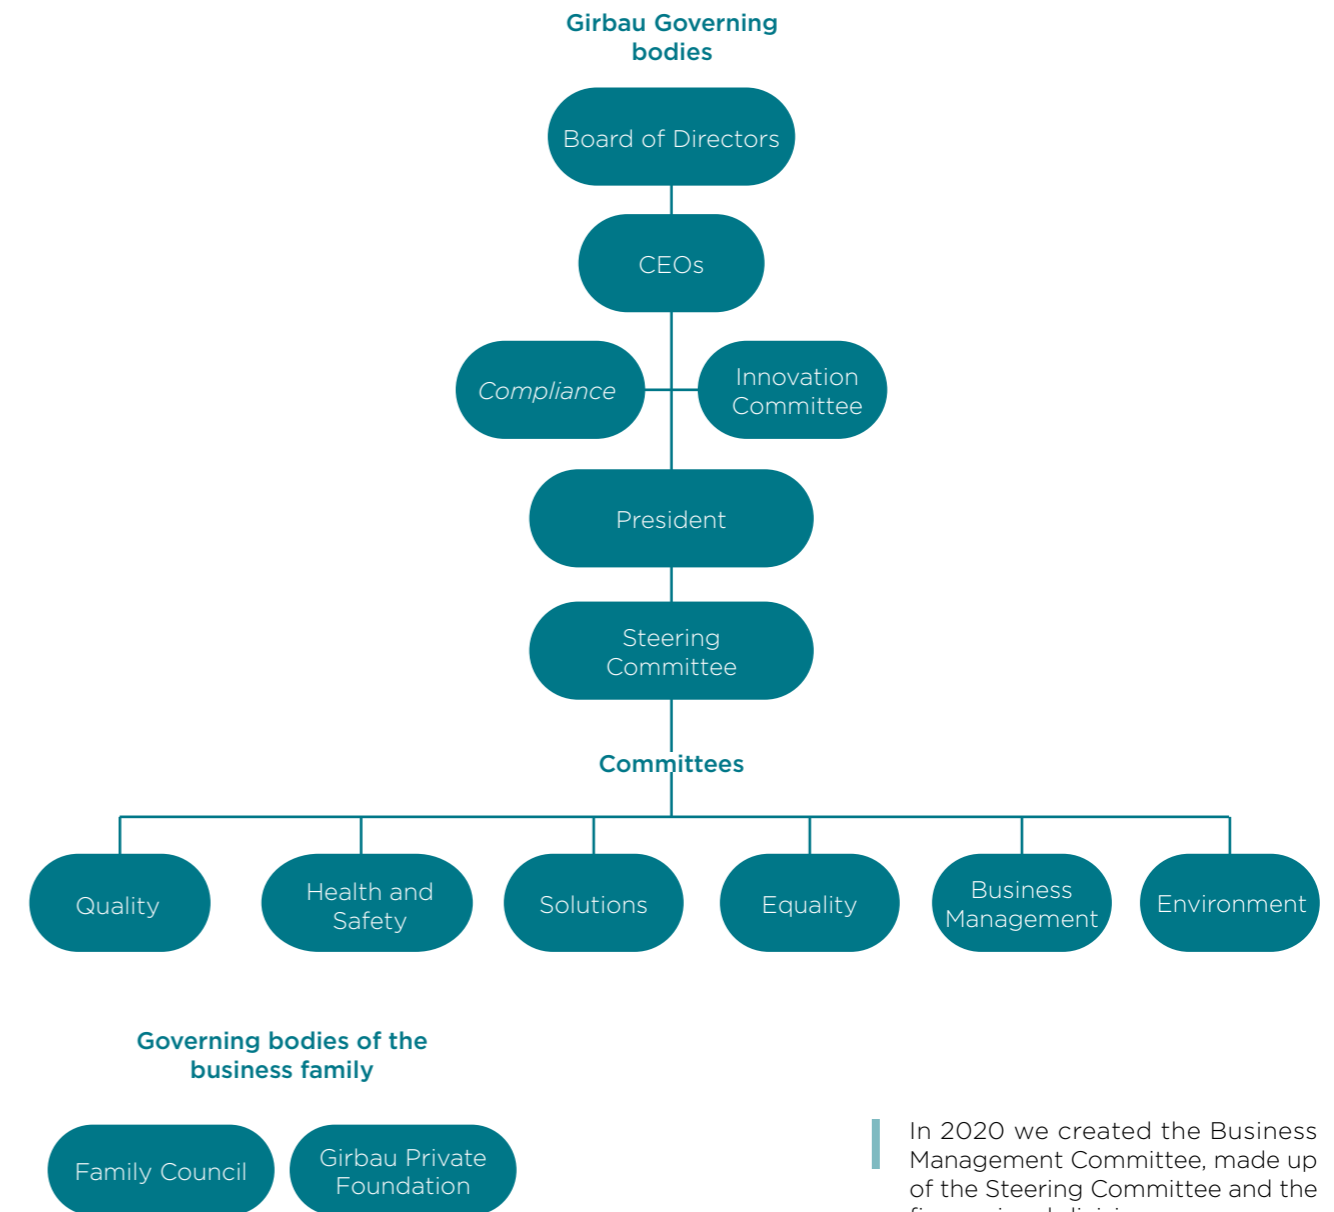 Girbau Governing
bodies
Board of Directors
CEOs
Compliance
Innovation
Committee
President
Steering
Committee
Committees
Quality
Health and
Safety
Solutions
Equality
Business
Management
Environment
Governing bodies of the
business family
Family Council
Girbau Private
Foundation
In 2020 we created the Business
Management Committee, made up
of the Steering Committee and the